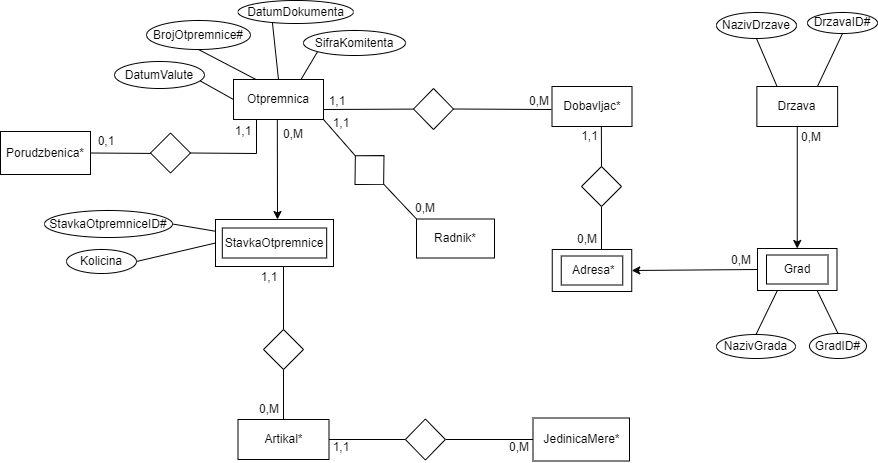 DatumDokumenta
NazivDrzave
DrzavaID#
BrojOtpremnice#
SifraKomitenta
DatumValute
Otpremnica
1,1
0,M
Dobavljac*
Drzava
1,1
0,M
1,1
1,1
0,M
0,1
Porudzbenica*
StavkaOtpremniceID#
0,M
Radnik*
StavkaOtpremnice
0,M
0,M
Kolicina
Adresa*
Grad
1,1
NazivGrada
GradID#
0,M
Artikal*
1,1
0,M
JedinicaMere*